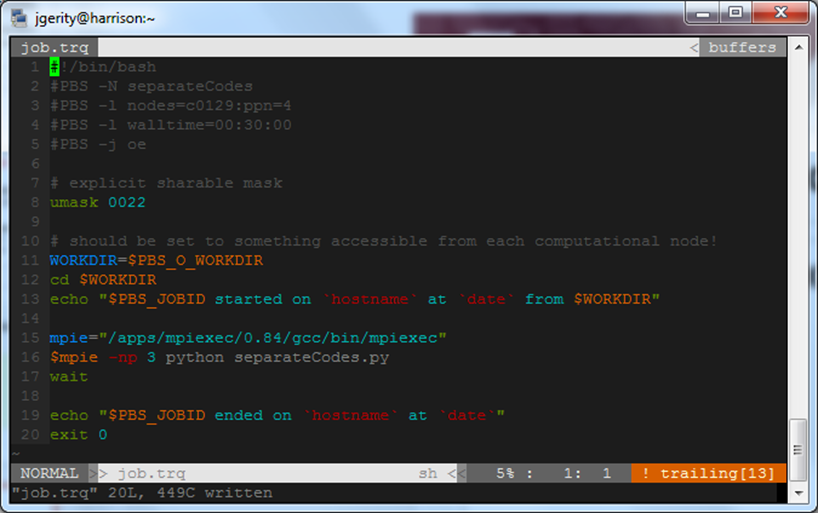 jgerity@harrison:~
job.trq < buffers
1 #!/bin/bash
2 #PBS -N separateCodes
3 #PBS -l nodes=c0129:ppn=4
4 #PBS -l walltime=00:30:00
5 #PBS -j oe
6
7 # explicit sharable mask
8 umask 0022
9
10 # should be set to something accessible from each computational node!
11 WORKDIR=$PBS_O_WORKDIR
12 cd $WORKDIR
13 echo "$PBS_JOBID started on `hostname` at `date` from $WORKDIR"
14
15 mpie="/apps/mpiexec/0.84/gcc/bin/mpiexec"
16 $mpie -np 3 python separateCodes.py
17 wait
18
19 echo "$PBS_JOBID ended on `hostname` at `date`"
20 exit 0
~
NORMAL >> job.trq sh << 5% : 1: 1 ! trailing[13]
"job.trq" 20L, 449C written